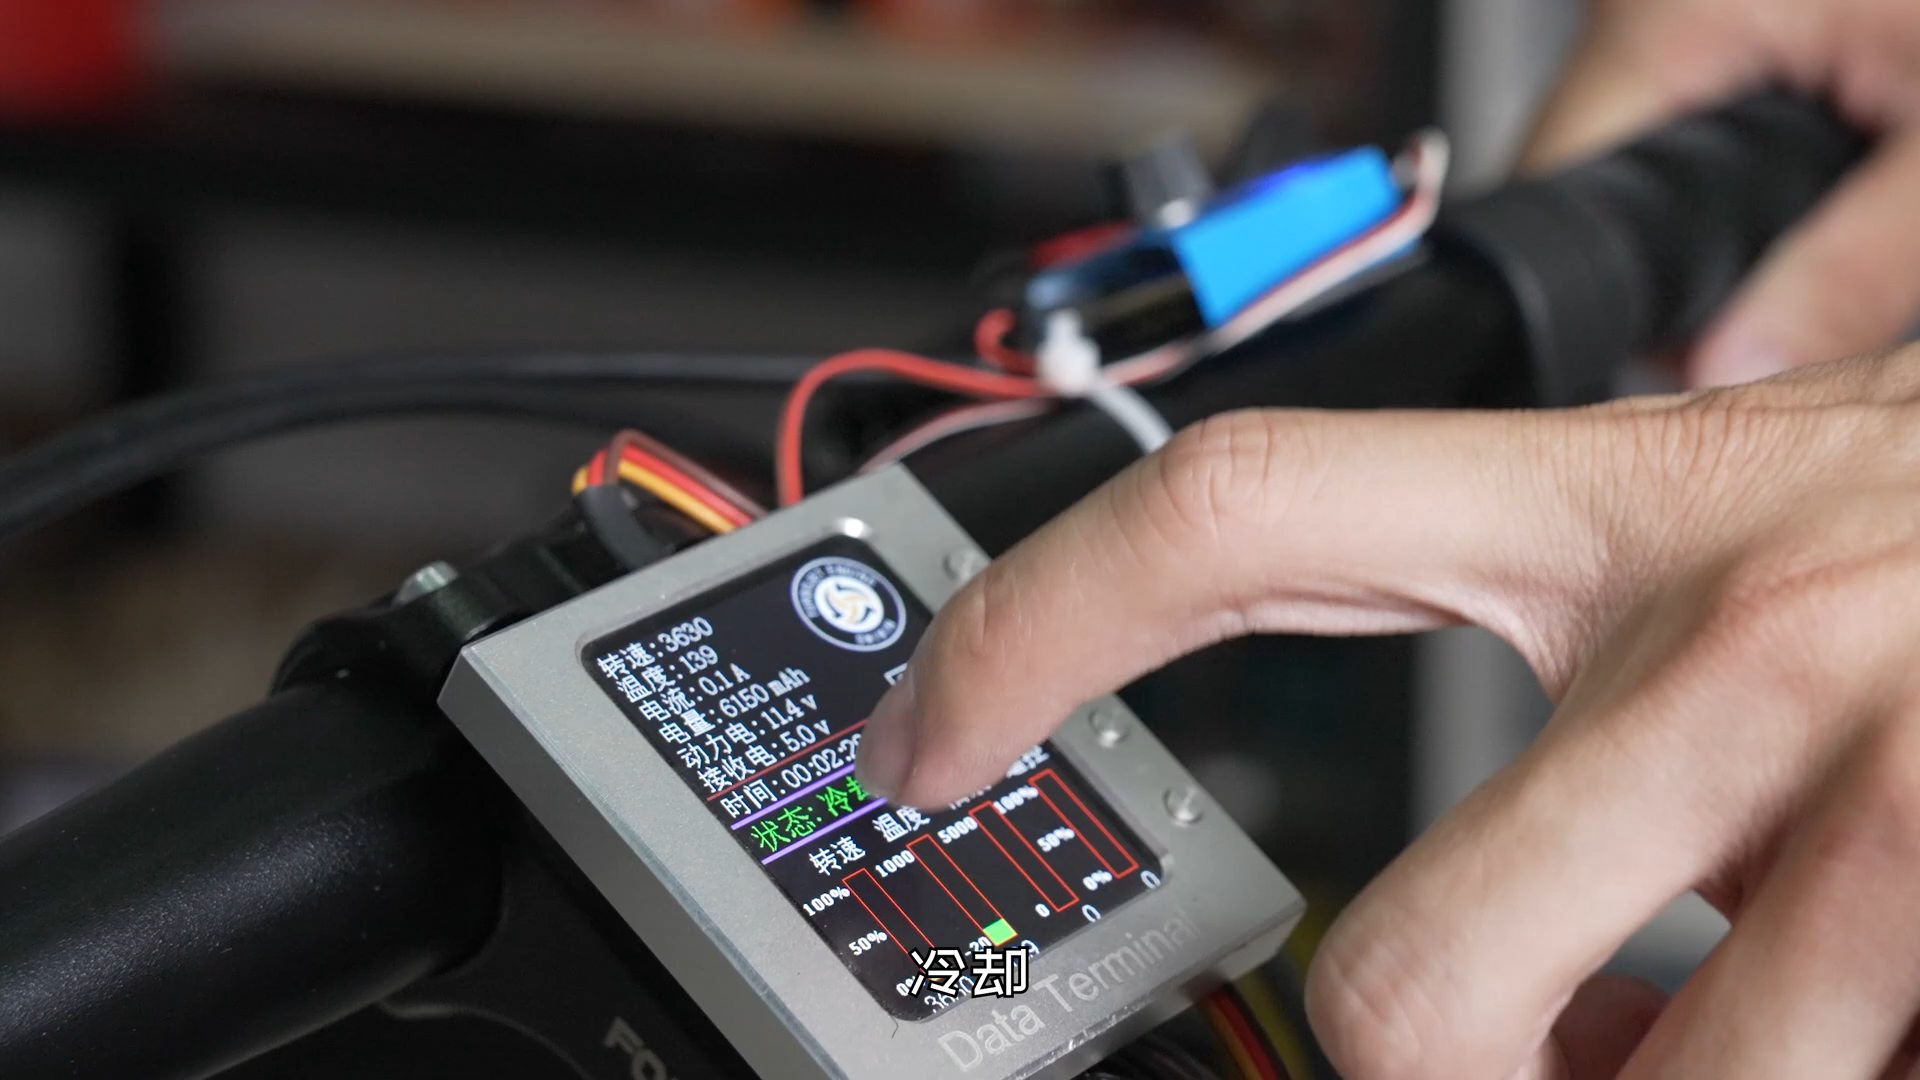 转速:3630
温度:139
电流:0.1 A
电量:6150 mAh
动力电:11.4 v
接收电:5.0 v
时间:00:02:2
状态:冷却
转速 温度
100% 1000 5000 100%
50% 50%
-20 0 0%
0 0
Data Terminal
冷却
FO